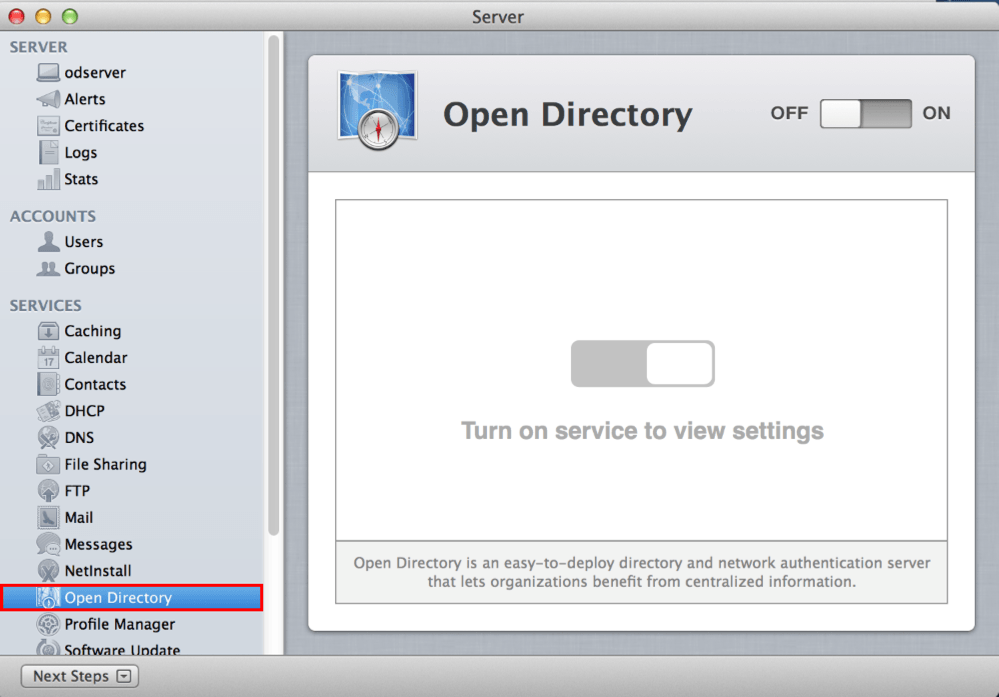 Server
SERVER
odserver
Alerts
Certificates
Logs
Stats
ACCOUNTS
Users
Groups
SERVICES
Caching
Calendar
17
Contacts
DHCP
DNS
File Sharing
FTP
Mail
Messages
NetInstall
Open Directory
Profile Manager
Software Update
Next Steps
Open Directory
OFF
ON
Turn on service to view settings
Open Directory is an easy-to-deploy directory and network authentication server
that lets organizations benefit from centralized information.